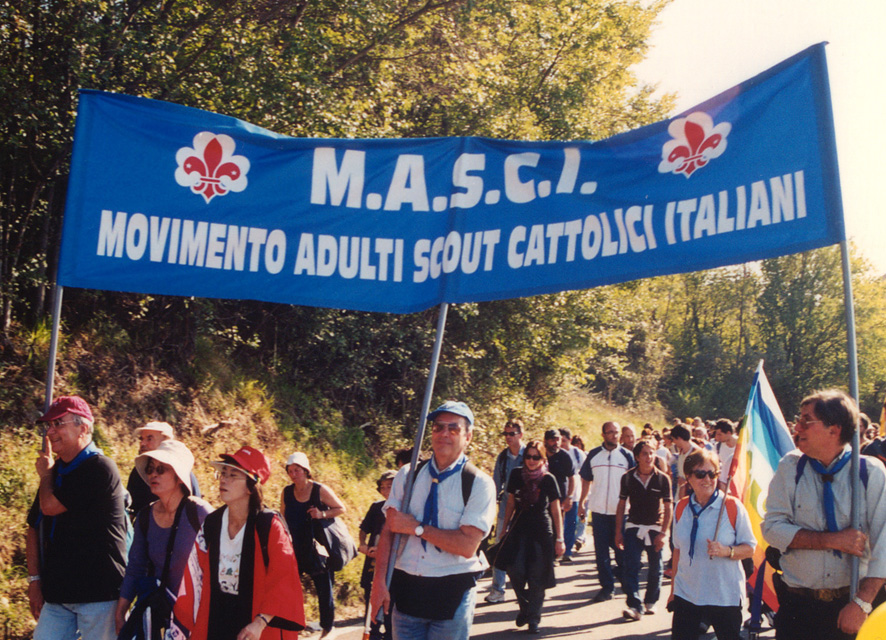 M.A.S.C.I.
MOVIMENTO ADULTI SCOUT CATTOLICI ITALIANI